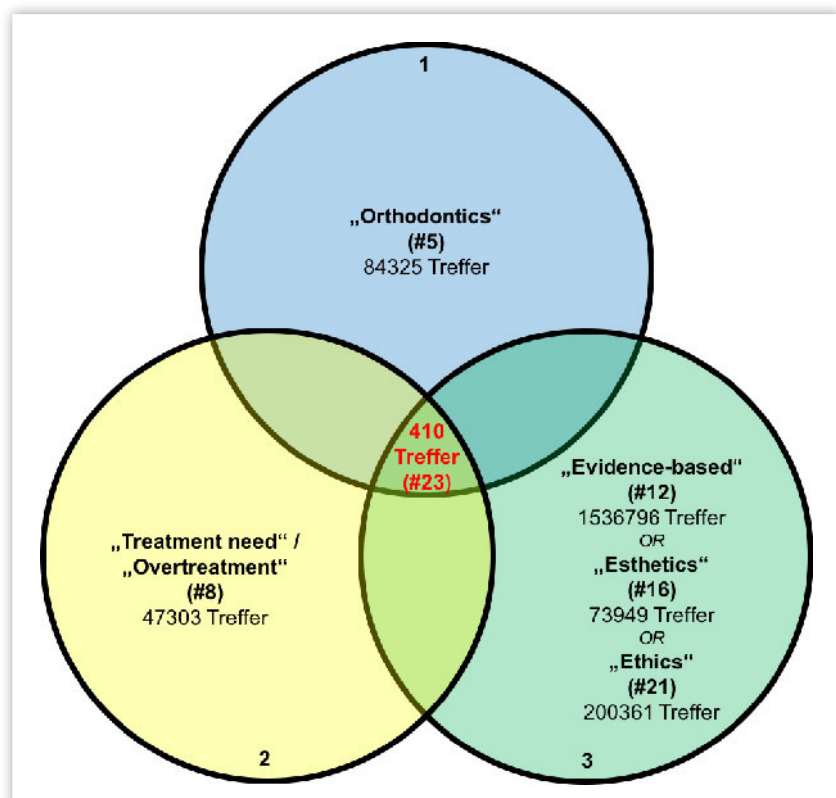 1
„Orthodontics“
(#5)
84325 Treffer
410
Treffer
(#23)
„Treatment need“ /
„Overtreatment“
(#8)
47303 Treffer
„Evidence-based“
(#12)
1536796 Treffer
OR
„Esthetics“
(#16)
73949 Treffer
OR
„Ethics“
(#21)
200361 Treffer
2
3